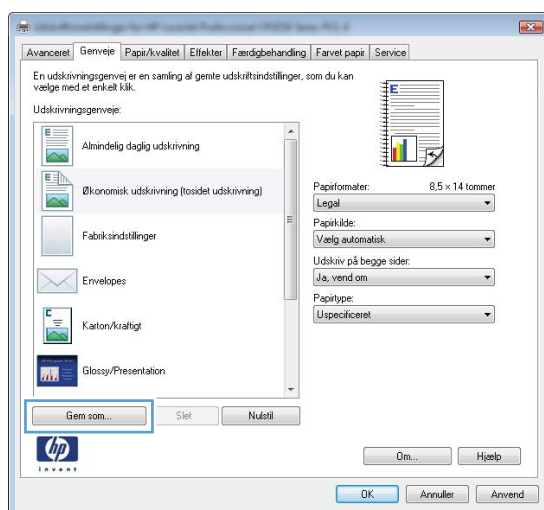 Avanceret Genveje Papir/kvalitet Effekter Færdigbehandling Farvet papir Service
En udskrivningsgenvej er en samling af gemte udskriftsindstillinger, som du kan
vælge med et enkelt klik.
Udskrivningsgenveje:
Almindelig daglig udskrivning
Økonomisk udskrivning (tosidet udskrivning)
Fabriksindstillinger
Envelopes
Karton/kraftigt
Glossy/Presentation
Gem som... Slet Nulstil
Papirformater: 8,5 × 14 tommer
Legal
Papirkilde:
Vælg automatisk
Udskriv på begge sider:
Ja, vend om
Papirtype:
Uspecificeret
hp
invent
Om... Hjælp
OK Annuller Anvend